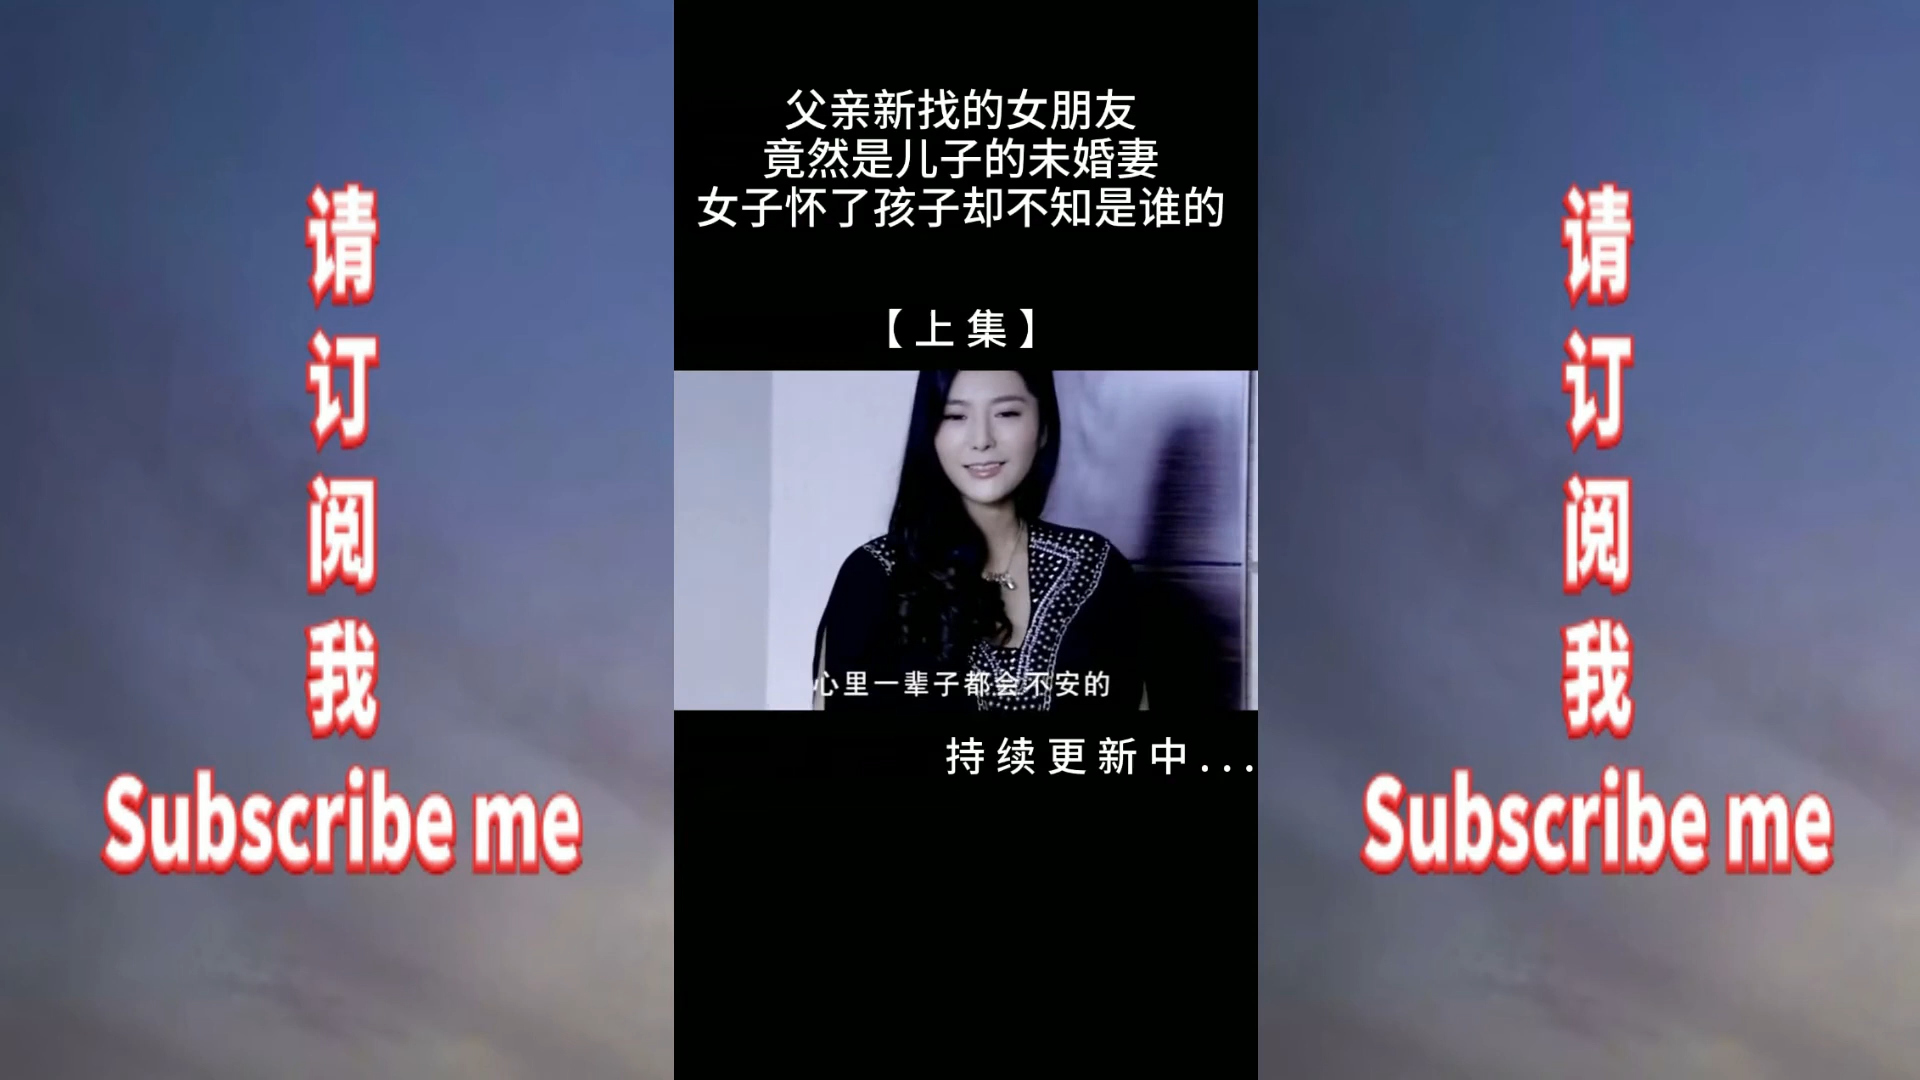 请
订
阅
我
Subscribe me
父亲新找的女朋友
竟然是儿子的未婚妻
女子怀了孩子却不知是谁的
【上集】
心里一辈子都会不安的
持续更新中...
请
订
阅
我
Subscribe me